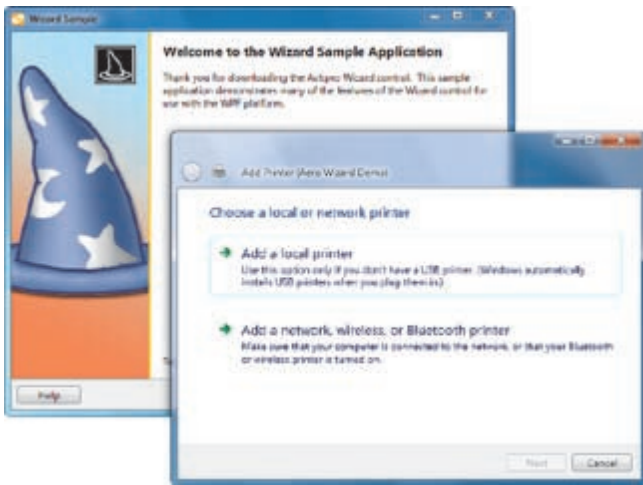 Wizard Sample
Welcome to the Wizard Sample Application
Thank you for downloading the Actipro Wizard control. This sample
application demonstrates many of the features of the Wizard control for
use with the WPF platform.
Help
Add Printer (Aero Wizard Demo)
Choose a local or network printer
Add a local printer
Use this option only if you don't have a USB printer. (Windows automatically
installs USB printers when you plug them in.)
Add a network, wireless, or Bluetooth printer
Make sure that your computer is connected to the network, or that your Bluetooth
or wireless printer is turned on.
Next
Cancel